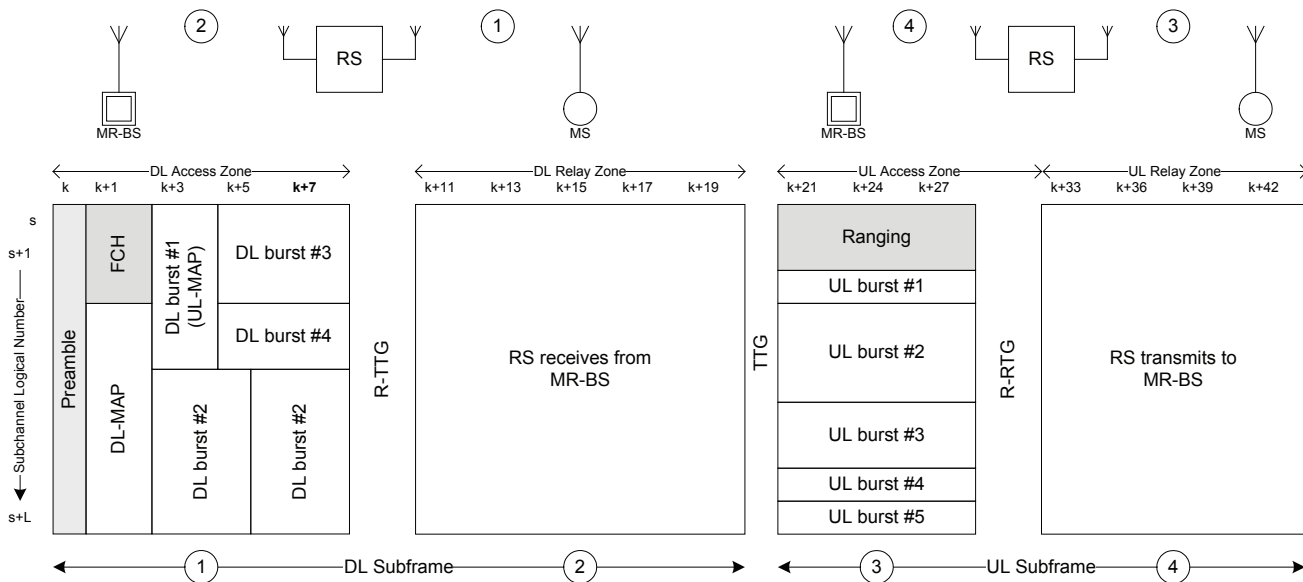 2
1
4
3
RS
RS
MR-BS
MS
MR-BS
MS
DL Access Zone
DL Relay Zone
UL Access Zone
UL Relay Zone
k
k+1
k+3
k+5
k+7
k+11
k+13
k+15
k+17
k+19
k+21
k+24
k+27
k+33
k+36
k+39
k+42
s
s+1
Subchannel Logical Number
s+L
Preamble
FCH
DL-MAP
DL burst #1
(UL-MAP)
DL burst #3
DL burst #4
DL burst #2
DL burst #2
R-TTG
RS receives from
MR-BS
TTG
Ranging
UL burst #1
UL burst #2
UL burst #3
UL burst #4
UL burst #5
R-RTG
RS transmits to
MR-BS
1
DL Subframe
2
3
UL Subframe
4